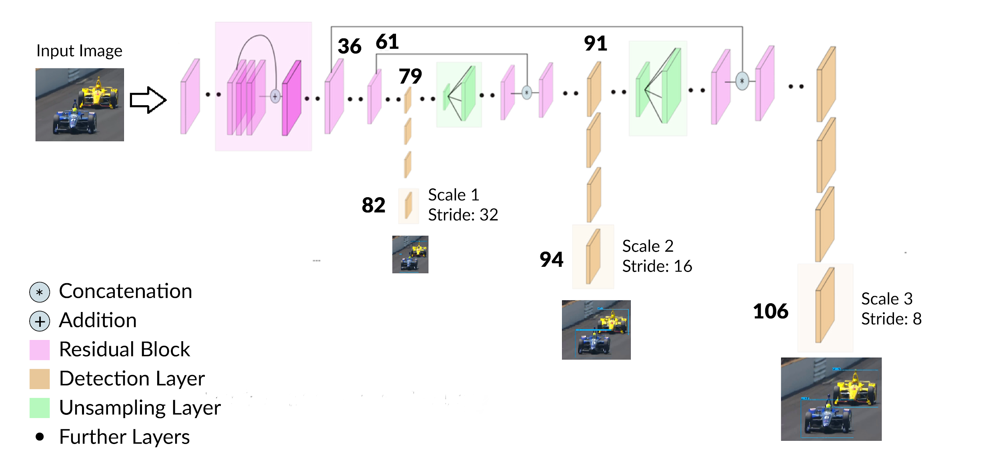 Input Image
36
61
91
79
+
*
*
82
Scale 1
Stride: 32
94
Scale 2
Stride: 16
106
Scale 3
Stride: 8
* Concatenation
+ Addition
Residual Block
Detection Layer
Unsampling Layer
Further Layers